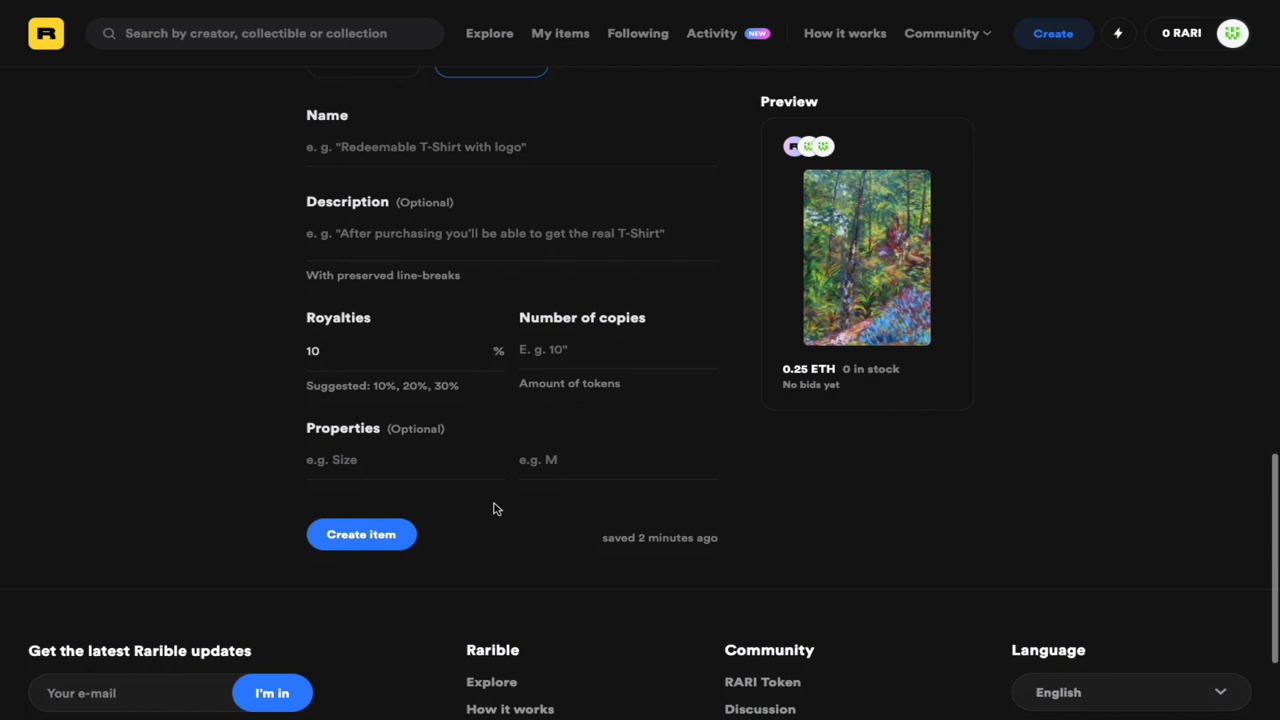 R
Search by creator, collectible or collection
Explore
My items
Following
Activity NEW
How it works
Community
Create
0 RARI
Name
e. g. "Redeemable T-Shirt with logo"
Description (Optional)
e. g. "After purchasing you'll be able to get the real T-Shirt"
With preserved line-breaks
Royalties
10 %
Suggested: 10%, 20%, 30%
Number of copies
E. g. 10"
Amount of tokens
Properties (Optional)
e.g. Size
e.g. M
Create item
saved 2 minutes ago
Preview
R
0.25 ETH 0 in stock
No bids yet
Get the latest Rarible updates
Your e-mail
I'm in
Rarible
Explore
How it works
Community
RARI Token
Discussion
Language
English